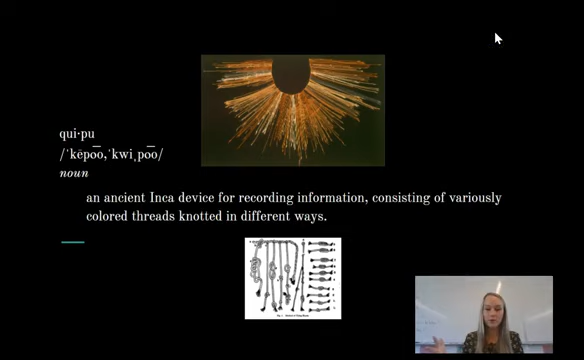 qui·pu
/ˈkēpo͞o,ˈkwiˌpo͞o/
noun
an ancient Inca device for recording information, consisting of variously
colored threads knotted in different ways.